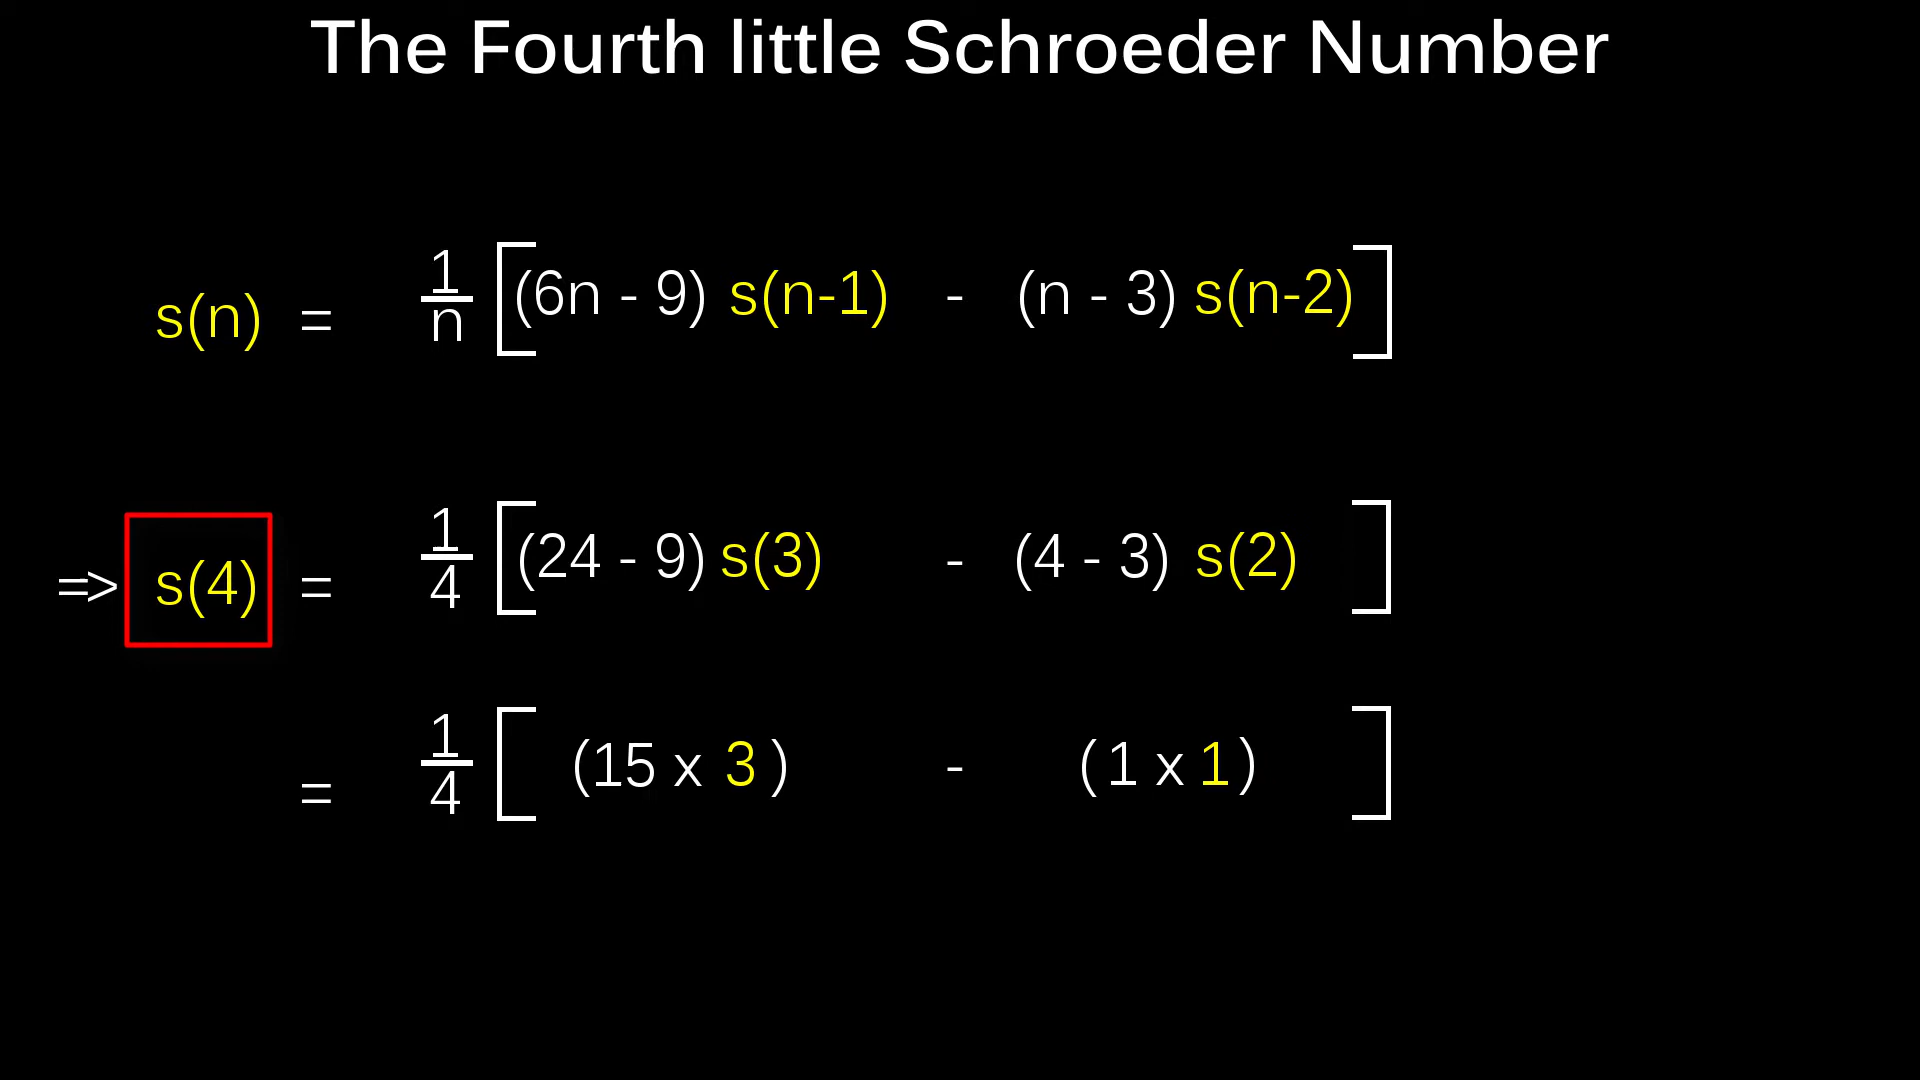 The Fourth little Schroeder Number
s(n) = 1/n [(6n - 9) s(n-1) - (n - 3) s(n-2)]
=> s(4) = 1/4 [(24 - 9) s(3) - (4 - 3) s(2)]
= 1/4 [(15 x 3) - (1 x 1)]